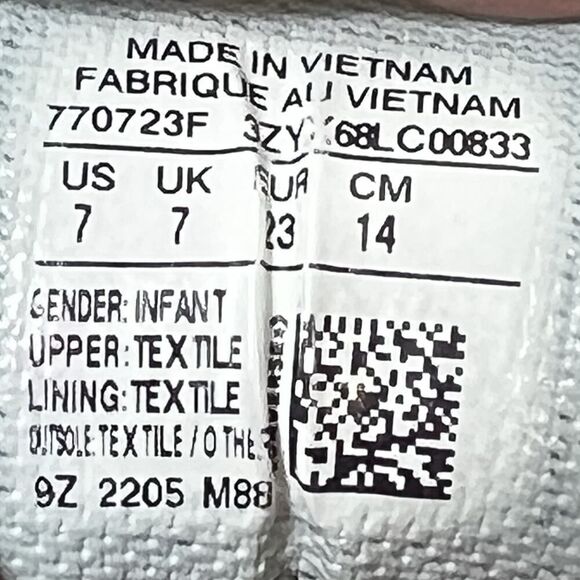 MADE IN VIETNAM
FABRIQUE AU VIETNAM
770723F 3ZYX68LC00833
US UK EUR CM
7 7 23 14
GENDER: INFANT
UPPER: TEXTILE
LINING: TEXTILE
OUTSOLE: TEXTILE / OTHE
9Z 2205 M88